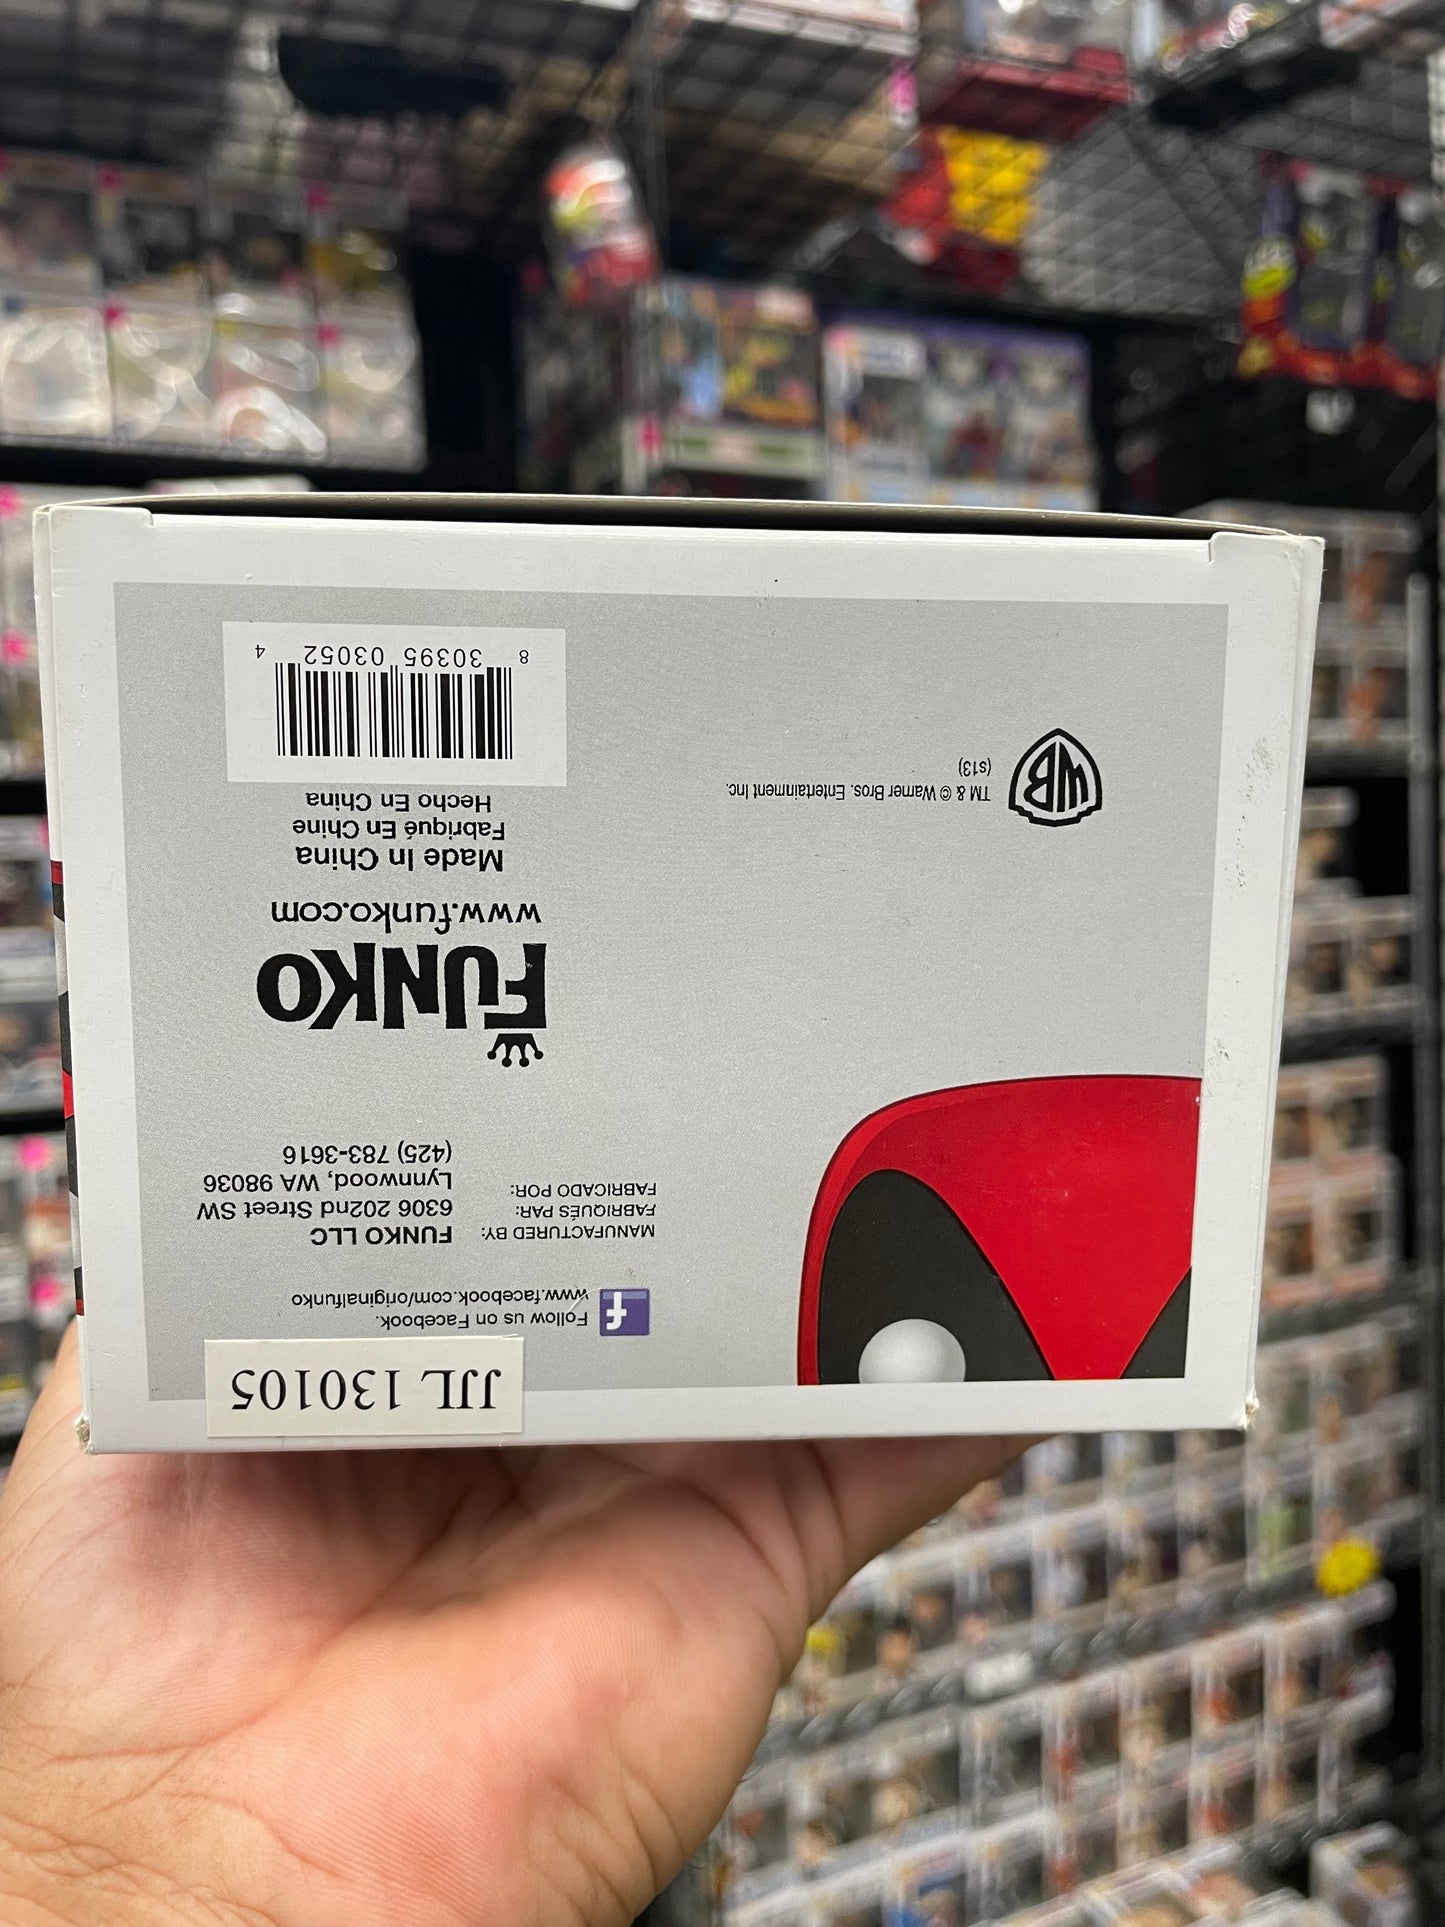 JJL 130105
Follow us on Facebook.
www.facebook.com/originalfunko
MANUFACTURED BY:
FABRIQUÉS PAR:
FABRICADO POR:
FUNKO LLC
6306 202nd Street SW
Lynnwood, WA 98036
(425) 783-3616
FUNKO
www.funko.com
Made In China
Fabriqué En Chine
Hecho En China
8 30395 03052 4
WB
TM & © Warner Bros. Entertainment Inc.
(s13)